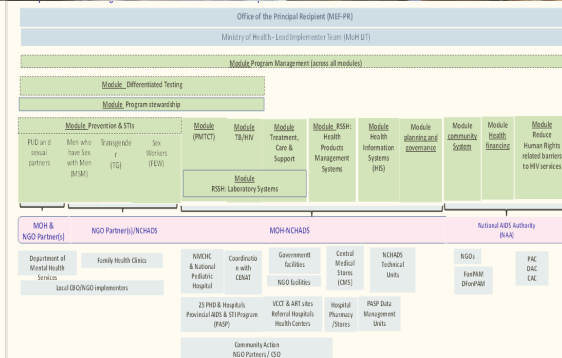 Office of the Principal Recipient (MEF-PR)
Ministry of Health - Lead Implementer Team (MoH LIT)
Module Program Management (across all modules)
Module Differentiated Testing
Module Program stewardship
Module Prevention & STIs
PUD and
sexual
partners
Men who
have Sex
with Men
(MSM)
Transgende
r
(TG)
Sex
Workers
(FEW)
Module
(PMTCT)
Module
TB/HIV
Module
Treatment,
Care &
Support
Module RSSH:
Health
Products
Management
Systems
Module
Health
Information
Systems
(HIS)
Module
planning and
governance
Module
community
System
Module
Health
financing
Module
Reduce
Human Rights
related barriers
to HIV services
Module
RSSH: Laboratory Systems
MOH &
NGO Partner(s)
NGO Partner(s)/NCHADS
MOH-NCHADS
National AIDS Authority
(NAA)
Department of
Mental Health
Services
Family Health Clinics
Local CBO/NGO implementers
NMCHC
& National
Pediatric
Hospital
Coordinatio
n with
CENAT
Government
facilities
NGO facilities
Central
Medical
Stores
(CMS)
NCHADS
Technical
Units
NGOs
FonPAM
DFonPAM
PAC
DAC
CAC
25 PHD & Hospitals
Provincial AIDS & STI Program
(PASP)
VCCT & ART sites
Referral Hospitals
Health Centers
Hospital
Pharmacy
/Stores
PASP Data
Management
Units
Community Action
NGO Partners / CSO